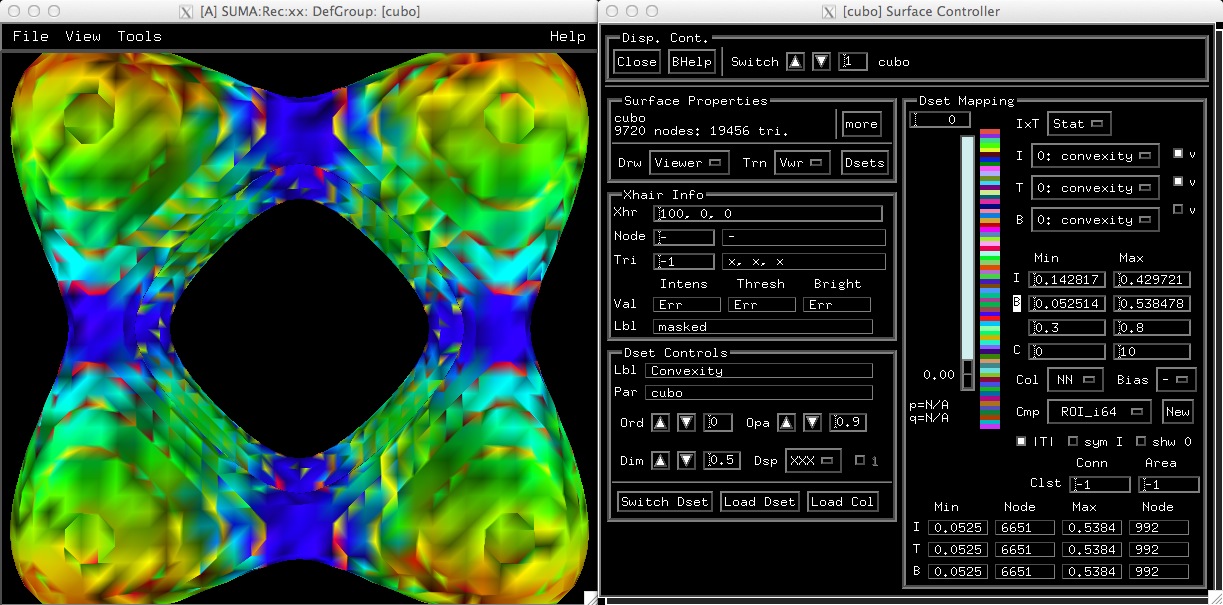 [A] SUMA:Rec:xx: DefGroup: [cubo]
File View Tools Help
[cubo] Surface Controller
Disp. Cont.
Close BHelp Switch 1 cubo
Surface Properties
cubo
9720 nodes: 19456 tri.
more
Drw Viewer Trn Vwr Dsets
Xhair Info
Xhr 100, 0, 0
Node - -
Tri -1 x, x, x
Intens Thresh Bright
Val Err Err Err
Lbl masked
Dset Controls
Lbl Convexity
Par cubo
Ord 0 Opa 0.9
Dim 0.5 Dsp XXX 1
Switch Dset Load Dset Load Col
Dset Mapping
0
IxT Stat
I 0: convexity v
T 0: convexity v
B 0: convexity v
Min Max
I 0.142817 0.429721
B 0.052514 0.538478
0.3 0.8
C 0 10
0.00
Col NN Bias -
p=N/A
q=N/A
Cmp ROI_i64 New
|T| sym I shw 0
Conn Area
Clst -1 -1
Min Node Max Node
I 0.0525 6651 0.5384 992
T 0.0525 6651 0.5384 992
B 0.0525 6651 0.5384 992